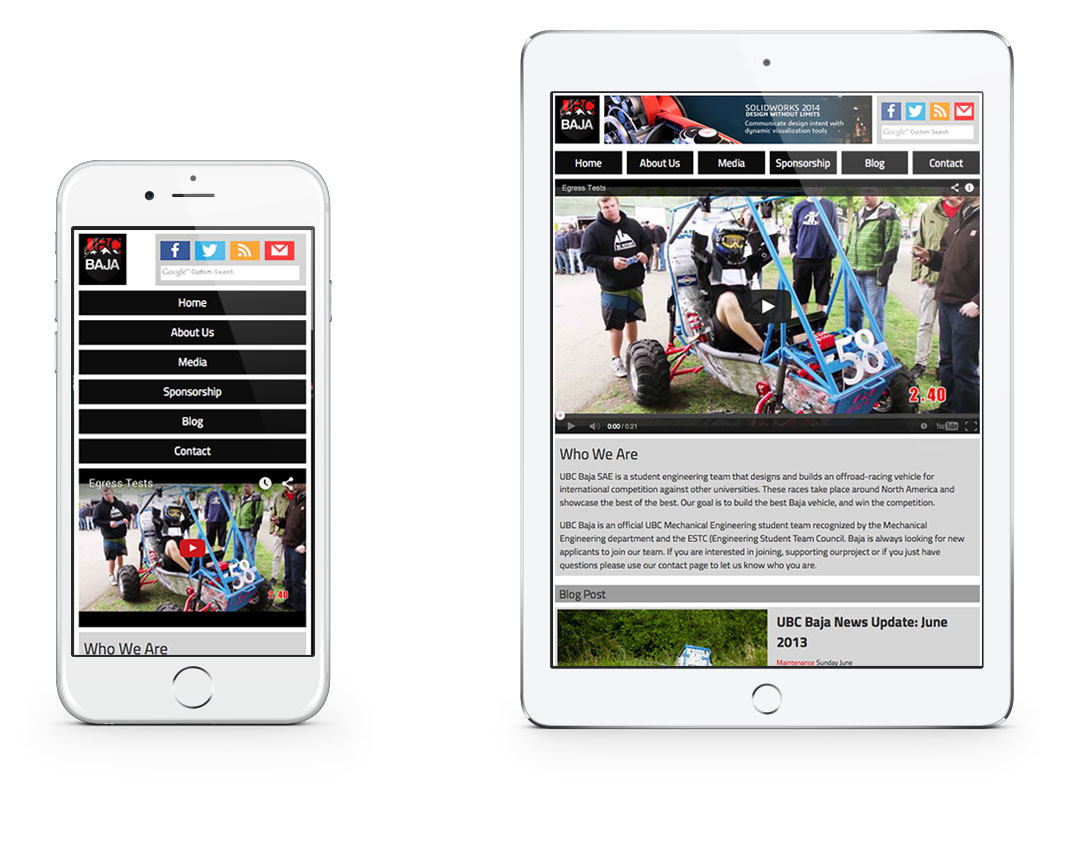 UBC
BAJA
Google™ Custom Search
Home
About Us
Media
Sponsorship
Blog
Contact
Egress Tests
58
2.40
Who We Are
UBC
BAJA
SOLIDWORKS 2014
DESIGN WITHOUT LIMITS
Communicate design intent with
dynamic visualization tools
Google™ Custom Search
Home
About Us
Media
Sponsorship
Blog
Contact
Egress Tests
58
2.40
0:00 / 0:21
YouTube
Who We Are
UBC Baja SAE is a student engineering team that designs and builds an offroad-racing vehicle for
international competition against other universities. These races take place around North America and
showcase the best of the best. Our goal is to build the best Baja vehicle, and win the competition.
UBC Baja is an official UBC Mechanical Engineering student team recognized by the Mechanical
Engineering department and the ESTC (Engineering Student Team Council. Baja is always looking for new
applicants to join our team. If you are interested in joining, supporting ourproject or if you just have
questions please use our contact page to let us know who you are.
Blog Post
UBC Baja News Update: June
2013
Maintenance Sunday June